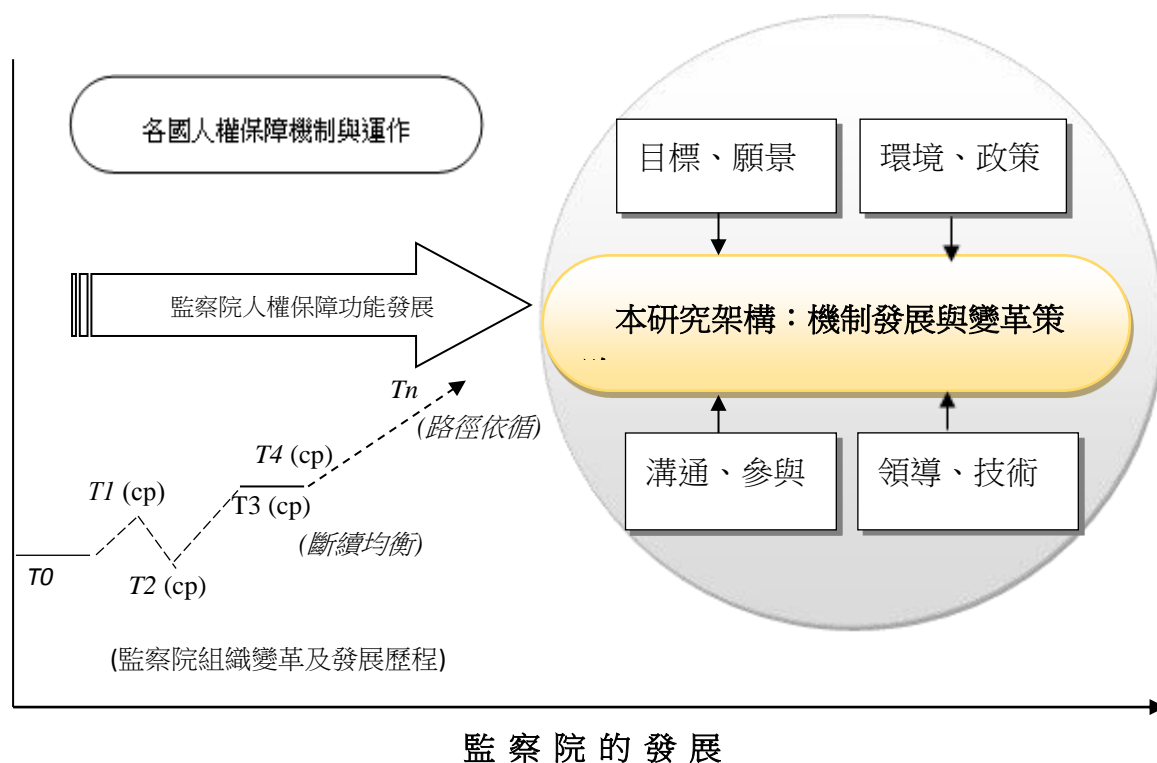 各國人權保障機制與運作
目標、願景
環境、政策
監察院人權保障功能發展
本研究架構：機制發展與變革策
Tn
(路徑依循)
溝通、參與
領導、技術
T4 (cp)
T1 (cp)
T3 (cp)
(斷續均衡)
T0
T2 (cp)
(監察院組織變革及發展歷程)
監察院的發展